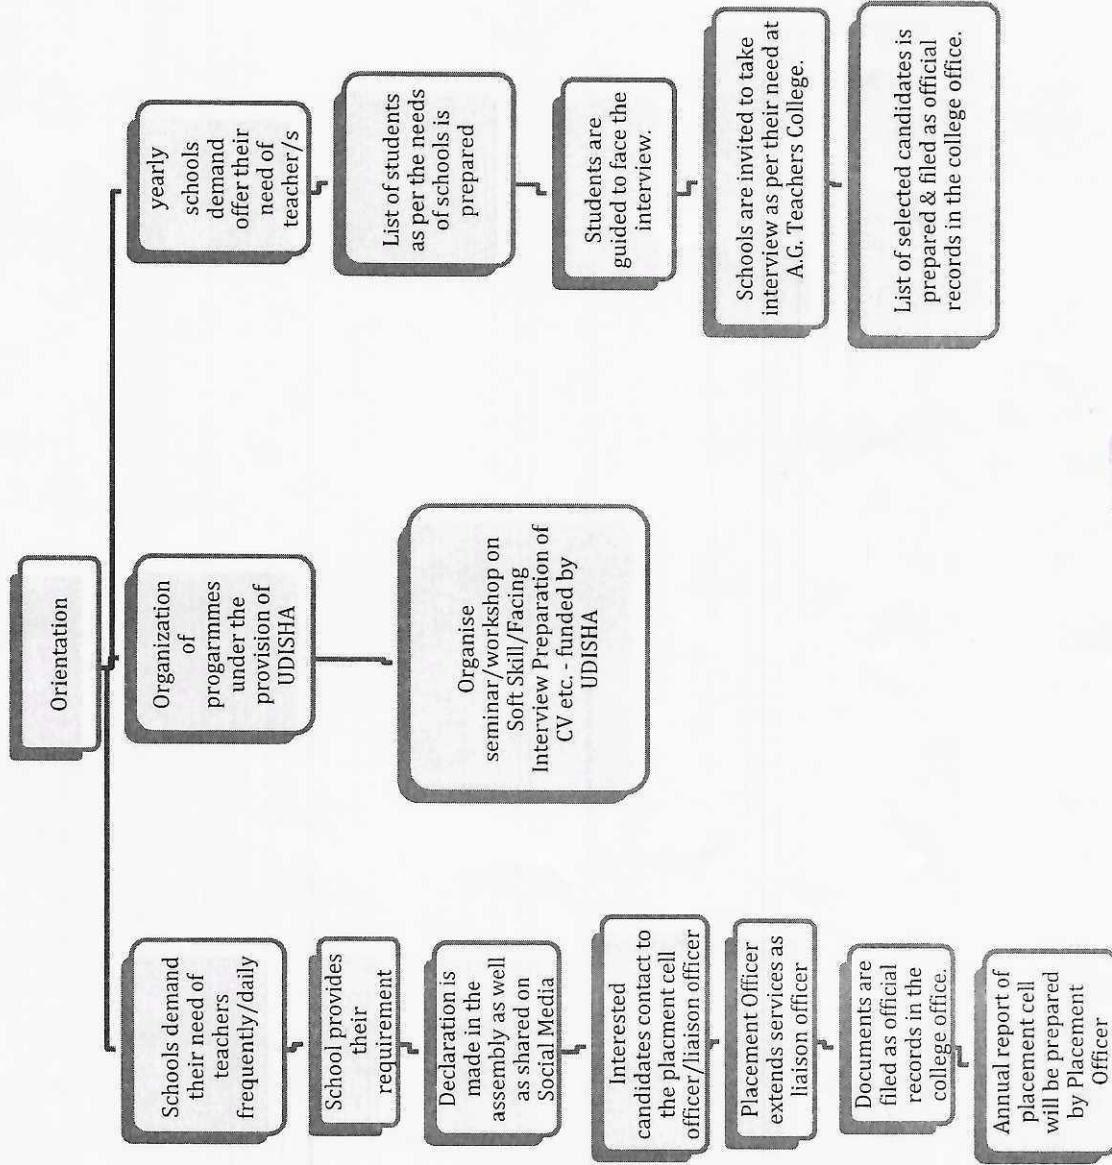 Orientation
Schools demand
their need of
teachers
frequently/daily
School provides
their
requirement
Declaration is
made in the
assembly as well
as shared on
Social Media
Interested
candidates contact to
the placement cell
officer/liaison officer
Placement Officer
extends services as
liaison officer
Documents are
filed as official
records in the
college office.
Annual report of
placement cell
will be prepared
by Placement
Officer
Organization
of
progarmmes
under the
provision of
UDISHA
Organise
seminar/workshop on
Soft Skill/Facing
Interview Preparation of
CV etc. - funded by
UDISHA
yearly
schools
demand
offer their
need of
teacher/s
List of students
as per the needs
of schools is
prepared
Students are
guided to face the
interview.
Schools are invited to take
interview as per their need at
A.G. Teachers College.
List of selected candidates is
prepared & filed as official
records in the college office.